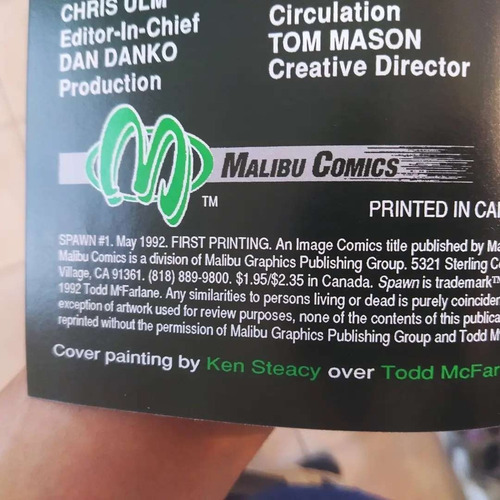 CHRIS ULM
Editor-In-Chief
DAN DANKO
Production
Circulation
TOM MASON
Creative Director
MALIBU COMICS
TM
PRINTED IN
SPAWN #1. May 1992. FIRST PRINTING. An Image Comics title published by
Malibu Comics is a division of Malibu Graphics Publishing Group. 5321 Sterling
Village, CA 91361. (818) 889-9800. $1.95/$2.35 in Canada. Spawn is trademark™
1992 Todd McFarlane. Any similarities to persons living or dead is purely
exception of artwork used for review purposes, none of the contents of this
reprinted without the permission of Malibu Graphics Publishing Group and Todd
Cover painting by Ken Steacy over Todd